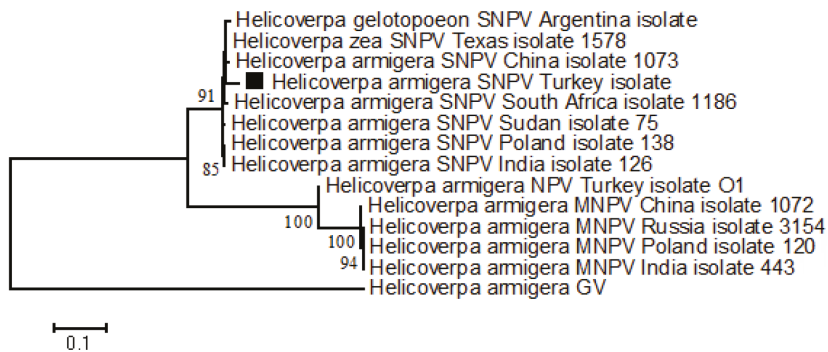 Helicoverpa gelotopoeon SNPV Argentina isolate
Helicoverpa zea SNPV Texas isolate 1578
Helicoverpa armigera SNPV China isolate 1073
Helicoverpa armigera SNPV Turkey isolate
91
Helicoverpa armigera SNPV South Africa isolate 1186
Helicoverpa armigera SNPV Sudan isolate 75
Helicoverpa armigera SNPV Poland isolate 138
85
Helicoverpa armigera SNPV India isolate 126
Helicoverpa armigera NPV Turkey isolate O1
Helicoverpa armigera MNPV China isolate 1072
100
Helicoverpa armigera MNPV Russia isolate 3154
100
Helicoverpa armigera MNPV Poland isolate 120
94
Helicoverpa armigera MNPV India isolate 443
Helicoverpa armigera GV
0.1